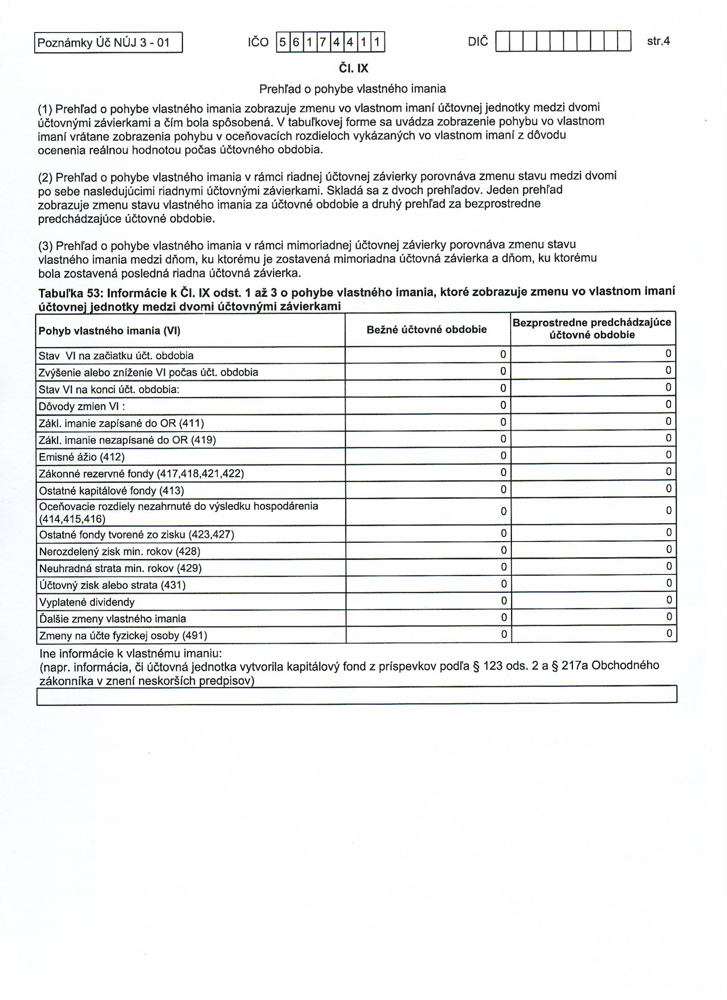 Poznámky Úč NÚJ 3 - 01 IČO 5 6 1 7 4 4 1 1 DIČ str.4
Čl. IX
Prehľad o pohybe vlastného imania
(1) Prehľad o pohybe vlastného imania zobrazuje zmenu vo vlastnom imaní účtovnej jednotky medzi dvomi
účtovnými závierkami a čím bola spôsobená. V tabuľkovej forme sa uvádza zobrazenie pohybu vo vlastnom
imaní vrátane zobrazenia pohybu v oceňovacích rozdieloch vykázaných vo vlastnom imaní z dôvodu
ocenenia reálnou hodnotou počas účtovného obdobia.
(2) Prehľad o pohybe vlastného imania v rámci riadnej účtovnej závierky porovnáva zmenu stavu medzi dvomi
po sebe nasledujúcimi riadnymi účtovnými závierkami. Skladá sa z dvoch prehľadov. Jeden prehľad
zobrazuje zmenu stavu vlastného imania za účtovné obdobie a druhý prehľad za bezprostredne
predchádzajúce účtovné obdobie.
(3) Prehľad o pohybe vlastného imania v rámci mimoriadnej účtovnej závierky porovnáva zmenu stavu
vlastného imania medzi dňom, ku ktorému je zostavená mimoriadna účtovná závierka a dňom, ku ktorému
bola zostavená posledná riadna účtovná závierka.
Tabuľka 53: Informácie k Čl. IX odst. 1 až 3 o pohybe vlastného imania, ktoré zobrazuje zmenu vo vlastnom imaní
účtovnej jednotky medzi dvomi účtovnými závierkami
Pohyb vlastného imania (VI) Bežné účtovné obdobie Bezprostredne predchádzajúce
účtovné obdobie
Stav VI na začiatku účt. obdobia 0 0
Zvýšenie alebo zníženie VI počas účt. obdobia 0 0
Stav VI na konci účt. obdobia: 0 0
Dôvody zmien VI : 0 0
Zákl. imanie zapísané do OR (411) 0 0
Zákl. imanie nezapísané do OR (419) 0 0
Emisné ážio (412) 0 0
Zákonné rezervné fondy (417,418,421,422) 0 0
Ostatné kapitálové fondy (413) 0 0
Oceňovacie rozdiely nezahrnuté do výsledku hospodárenia
(414,415,416) 0 0
Ostatné fondy tvorené zo zisku (423,427) 0 0
Nerozdelený zisk min. rokov (428) 0 0
Neuhradná strata min. rokov (429) 0 0
Účtovný zisk alebo strata (431) 0 0
Vyplatené dividendy 0 0
Ďalšie zmeny vlastného imania 0 0
Zmeny na účte fyzickej osoby (491) 0 0
Ine informácie k vlastnému imaniu:
(napr. informácia, či účtovná jednotka vytvorila kapitálový fond z príspevkov podľa § 123 ods. 2 a § 217a Obchodného
zákonníka v znení neskorších predpisov)